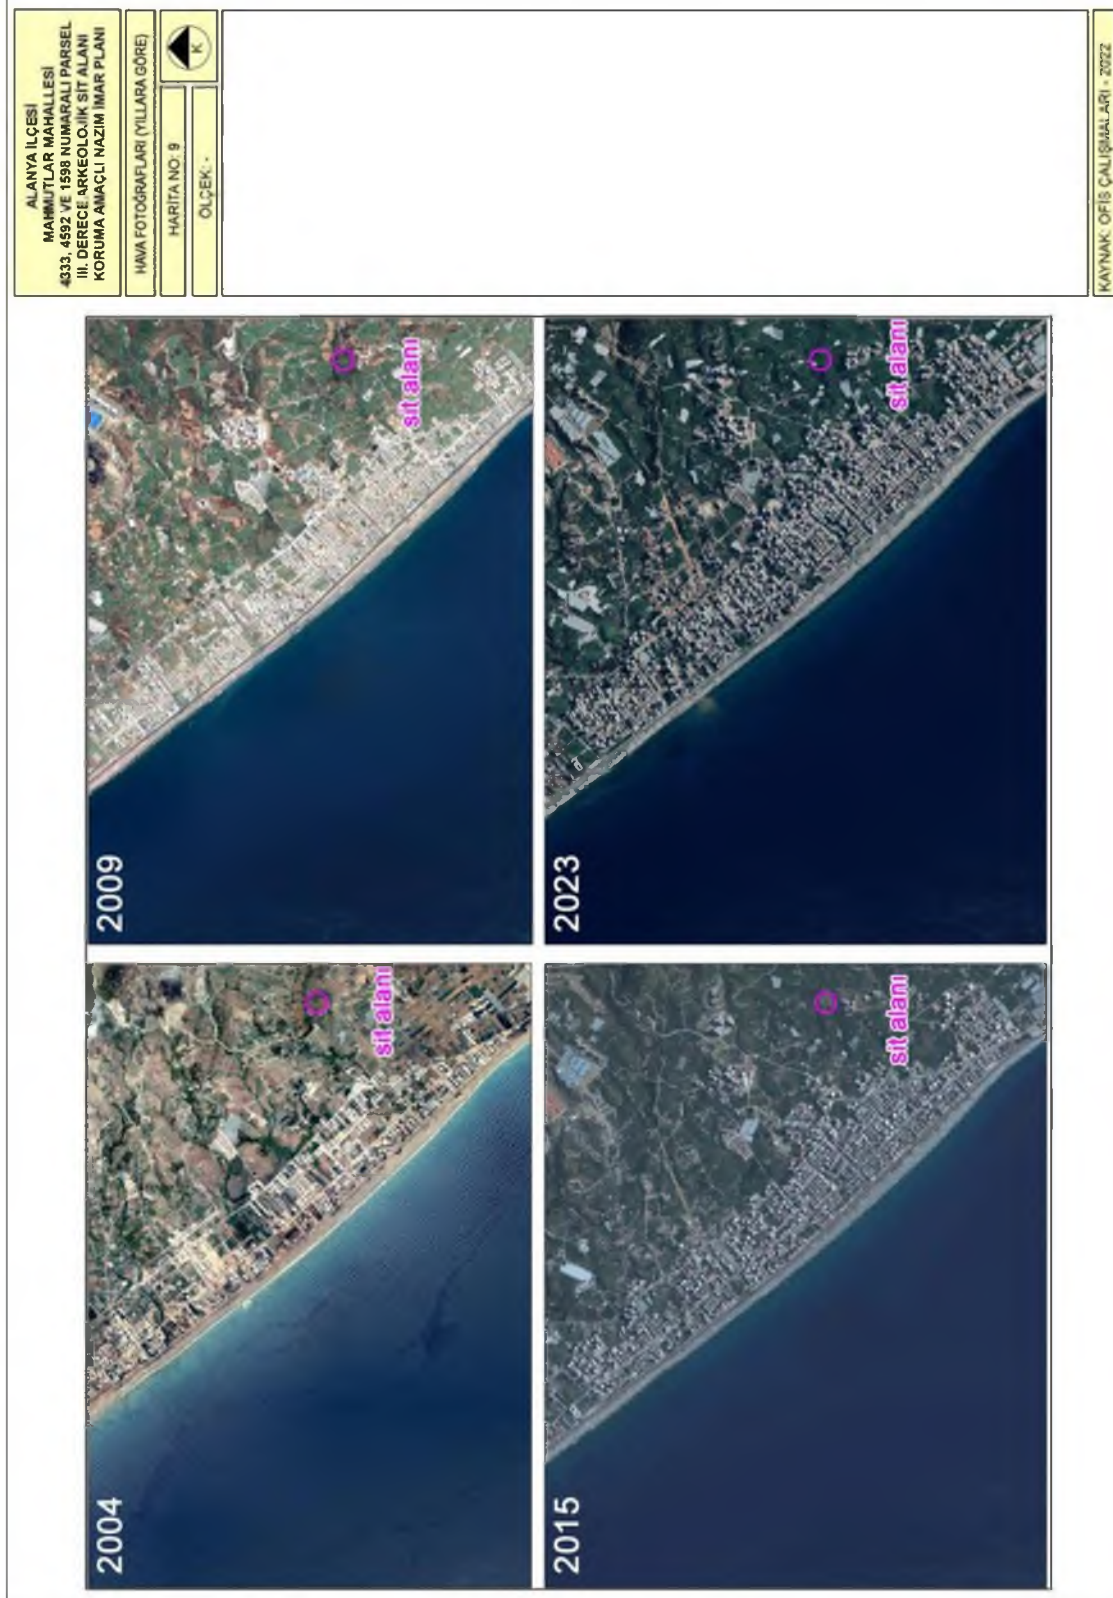 ALANYA İLÇESİ
MAHMUTLAR MAHALLESİ
4333, 4592 VE 1598 NUMARALI PARSEL
III. DERECE ARKEOLOJİK SİT ALANI
KORUMA AMAÇLI NAZIM İMAR PLANI
HAVA FOTOĞRAFLARI (YILLARA GÖRE)
HARİTA NO: 9
K
ÖLÇEK: -
2004
sit alanı
2009
sit alanı
2015
sit alanı
2023
sit alanı
KAYNAK: OFİS ÇALIŞMALARI - 2022